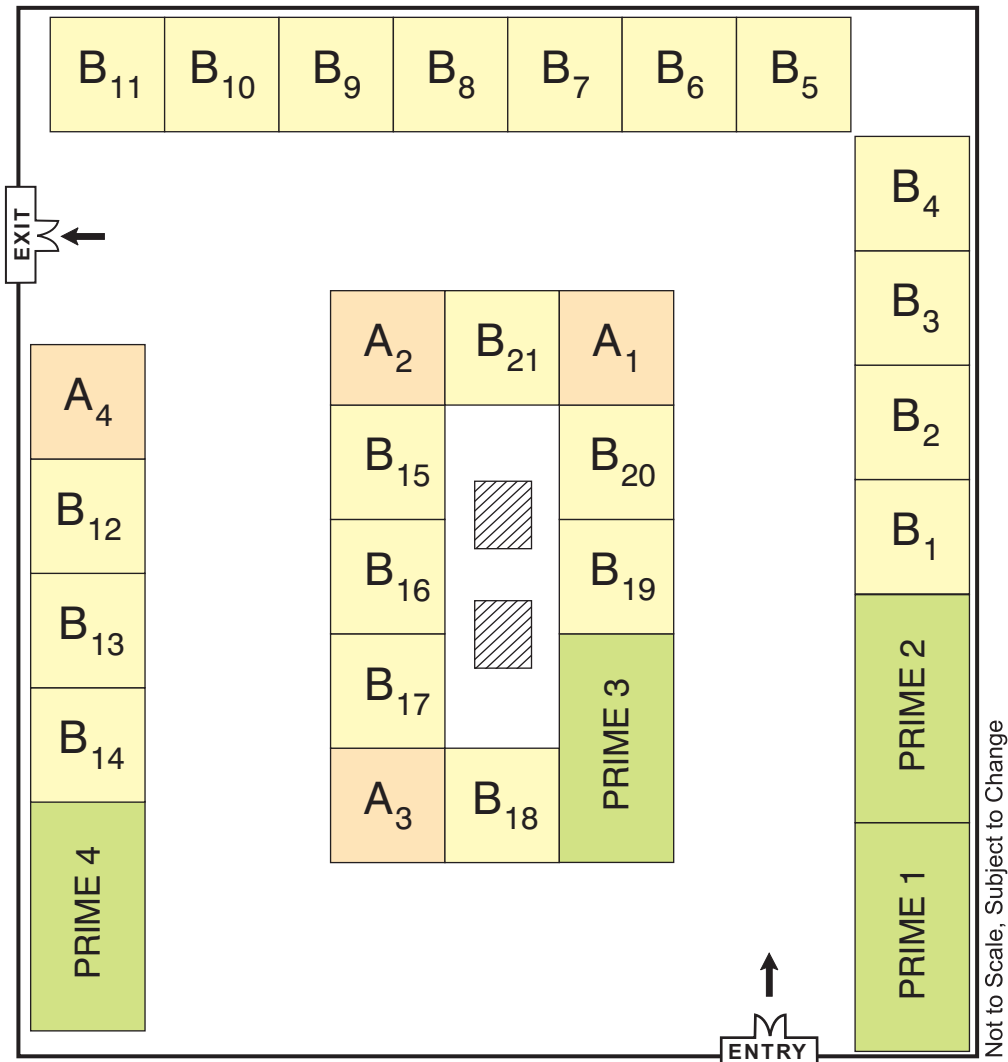 B11 B10 B9 B8 B7 B6 B5
B4
EXIT
B3
A2 B21 A1
A4
B2
B15 B20
B12
B1
B16 B19
B13
B17
PRIME 3
PRIME 2
B14
A3 B18
PRIME 4
PRIME 1
ENTRY
Not to Scale, Subject to Change